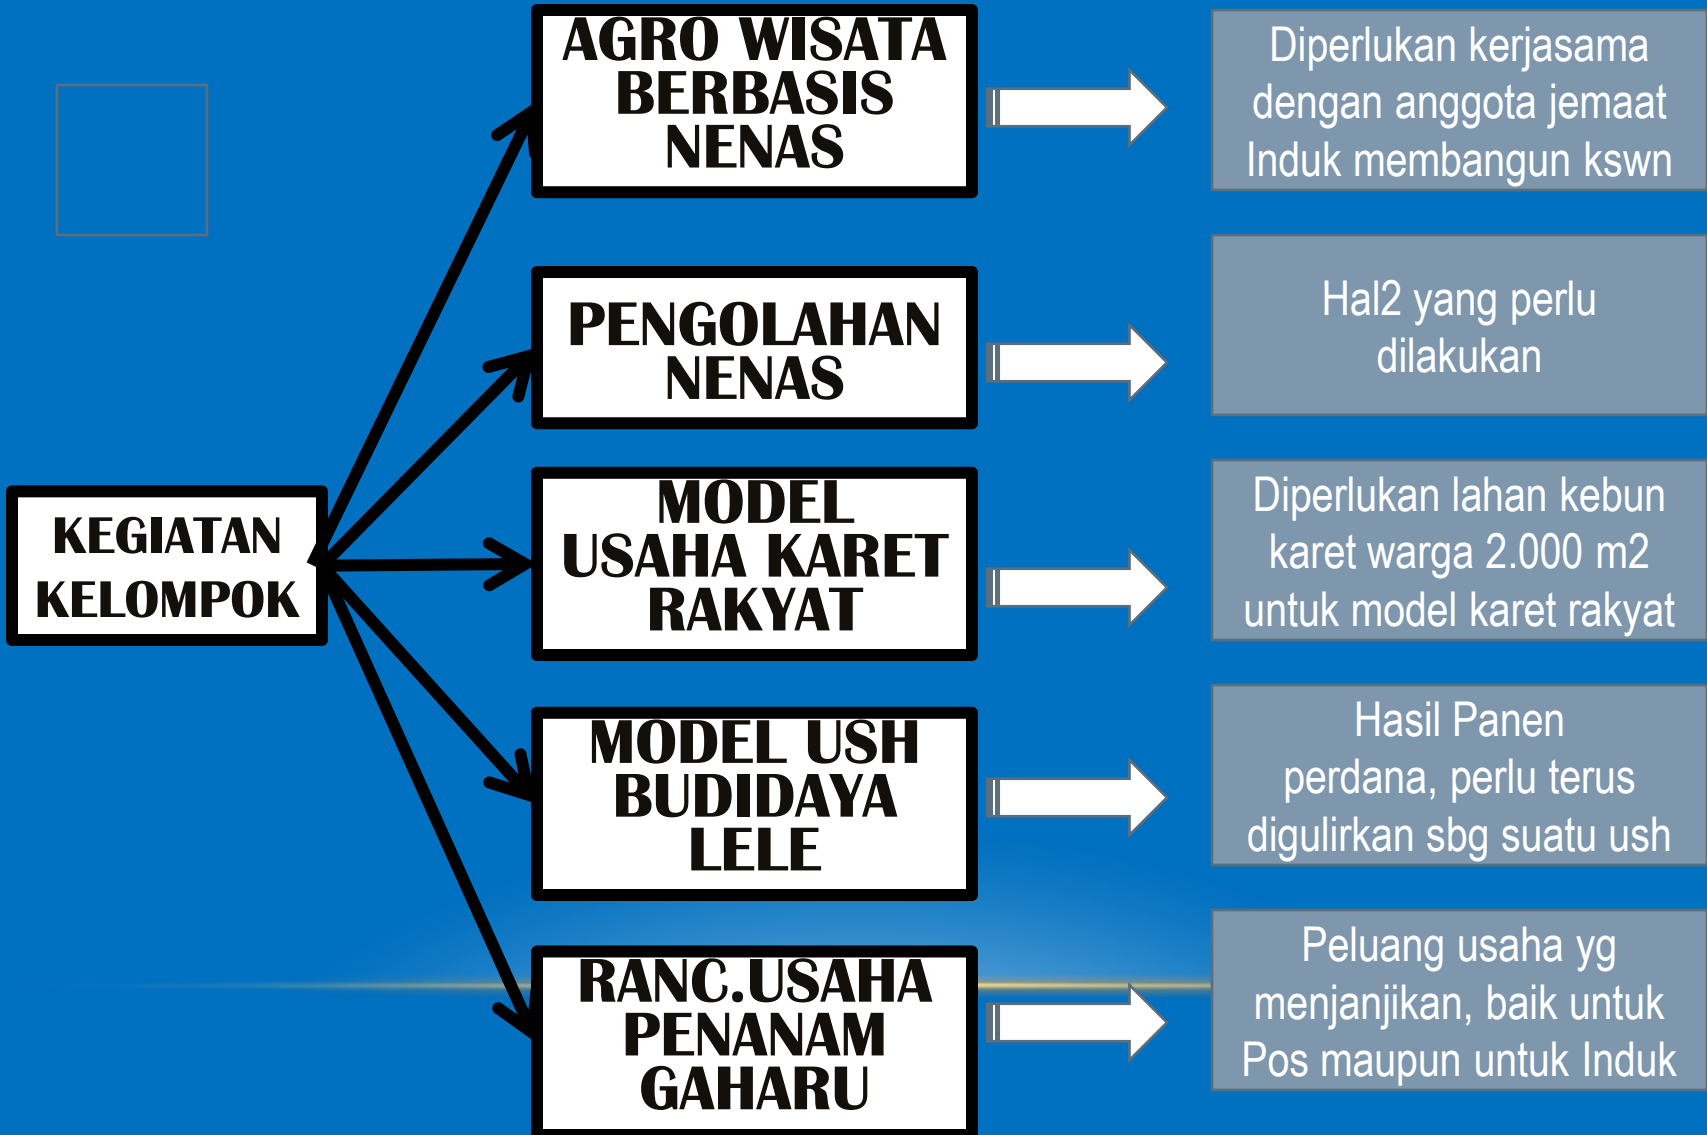 AGRO WISATA
BERBASIS
NENAS
Diperlukan kerjasama
dengan anggota jemaat
Induk membangun kswn
PENGOLAHAN
NENAS
Hal2 yang perlu
dilakukan
KEGIATAN
KELOMPOK
MODEL
USAHA KARET
RAKYAT
Diperlukan lahan kebun
karet warga 2.000 m2
untuk model karet rakyat
MODEL USH
BUDIDAYA
LELE
Hasil Panen
perdana, perlu terus
digulirkan sbg suatu ush
RANC.USAHA
PENANAM
GAHARU
Peluang usaha yg
menjanjikan, baik untuk
Pos maupun untuk Induk